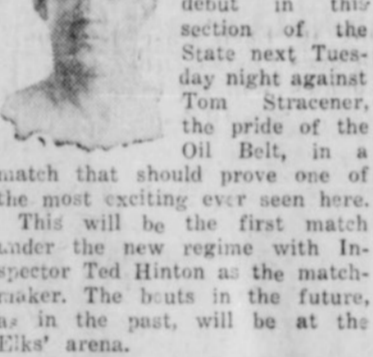 debut in this
section of the
State next Tues-
day night against
Tom Stracener,
the pride of the
Oil Belt, in a
match that should prove one of
the most exciting ever seen here.
This will be the first match
under the new regime with In-
spector Ted Hinton as the match-
maker. The bouts in the future,
as in the past, will be at the
Elks' arena.